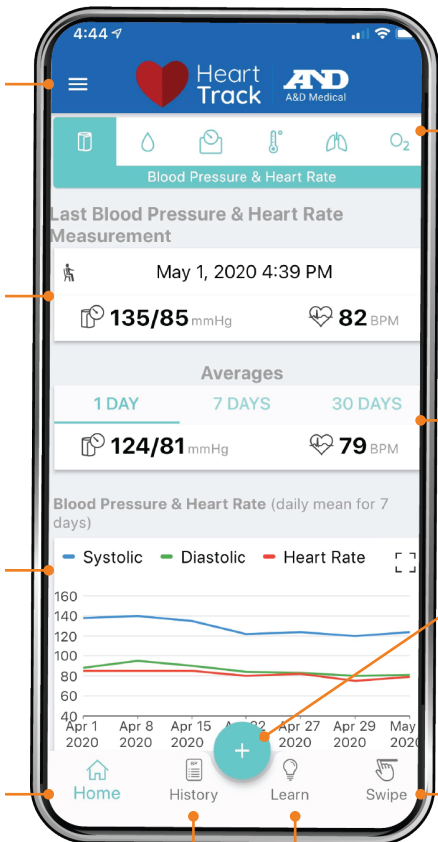 4:44
Heart
Track
AND
A&D Medical
O2
Blood Pressure & Heart Rate
Last Blood Pressure & Heart Rate
Measurement
May 1, 2020 4:39 PM
135/85 mmHg 82 BPM
Averages
1 DAY 7 DAYS 30 DAYS
124/81 mmHg 79 BPM
Blood Pressure & Heart Rate (daily mean for 7
days)
Systolic Diastolic Heart Rate
160
140
120
100
80
60
40
Apr 1 Apr 8 Apr 15 Apr 27 Apr 29 May
2020 2020 2020 2020 2020 202
+
Home History Learn Swipe